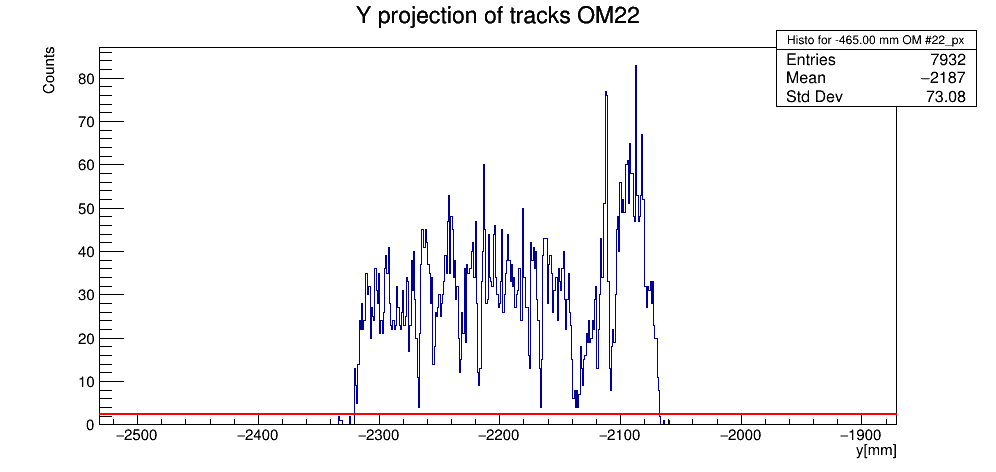 Y projection of tracks OM22
Histo for -465.00 mm OM #22_px
Entries 7932
Mean −2187
Std Dev 73.08
Counts
80
70
60
50
40
30
20
10
0
−2500 −2400 −2300 −2200 −2100 −2000 −1900
y[mm]